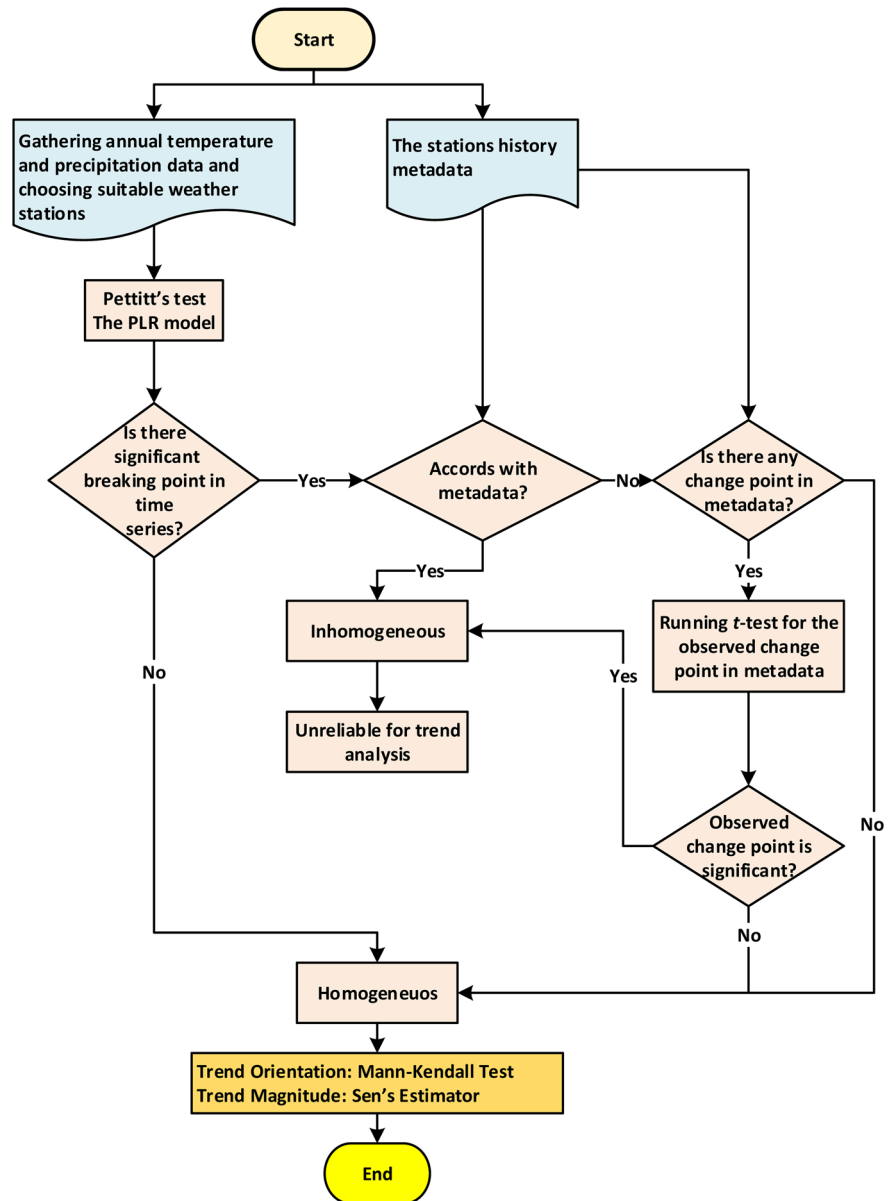 Start
Gathering annual temperature
and precipitation data and
choosing suitable weather
stations
The stations history
metadata
Pettitt's test
The PLR model
Is there
significant
breaking point in
time
series?
Yes
Accords with
metadata?
No
Is there any
change point in
metadata?
Yes
Yes
Inhomogeneous
Running t-test for the
observed change
point in metadata
No
Yes
Unreliable for trend
analysis
Observed
change point is
significant?
No
No
Homogeneuos
Trend Orientation: Mann-Kendall Test
Trend Magnitude: Sen's Estimator
End